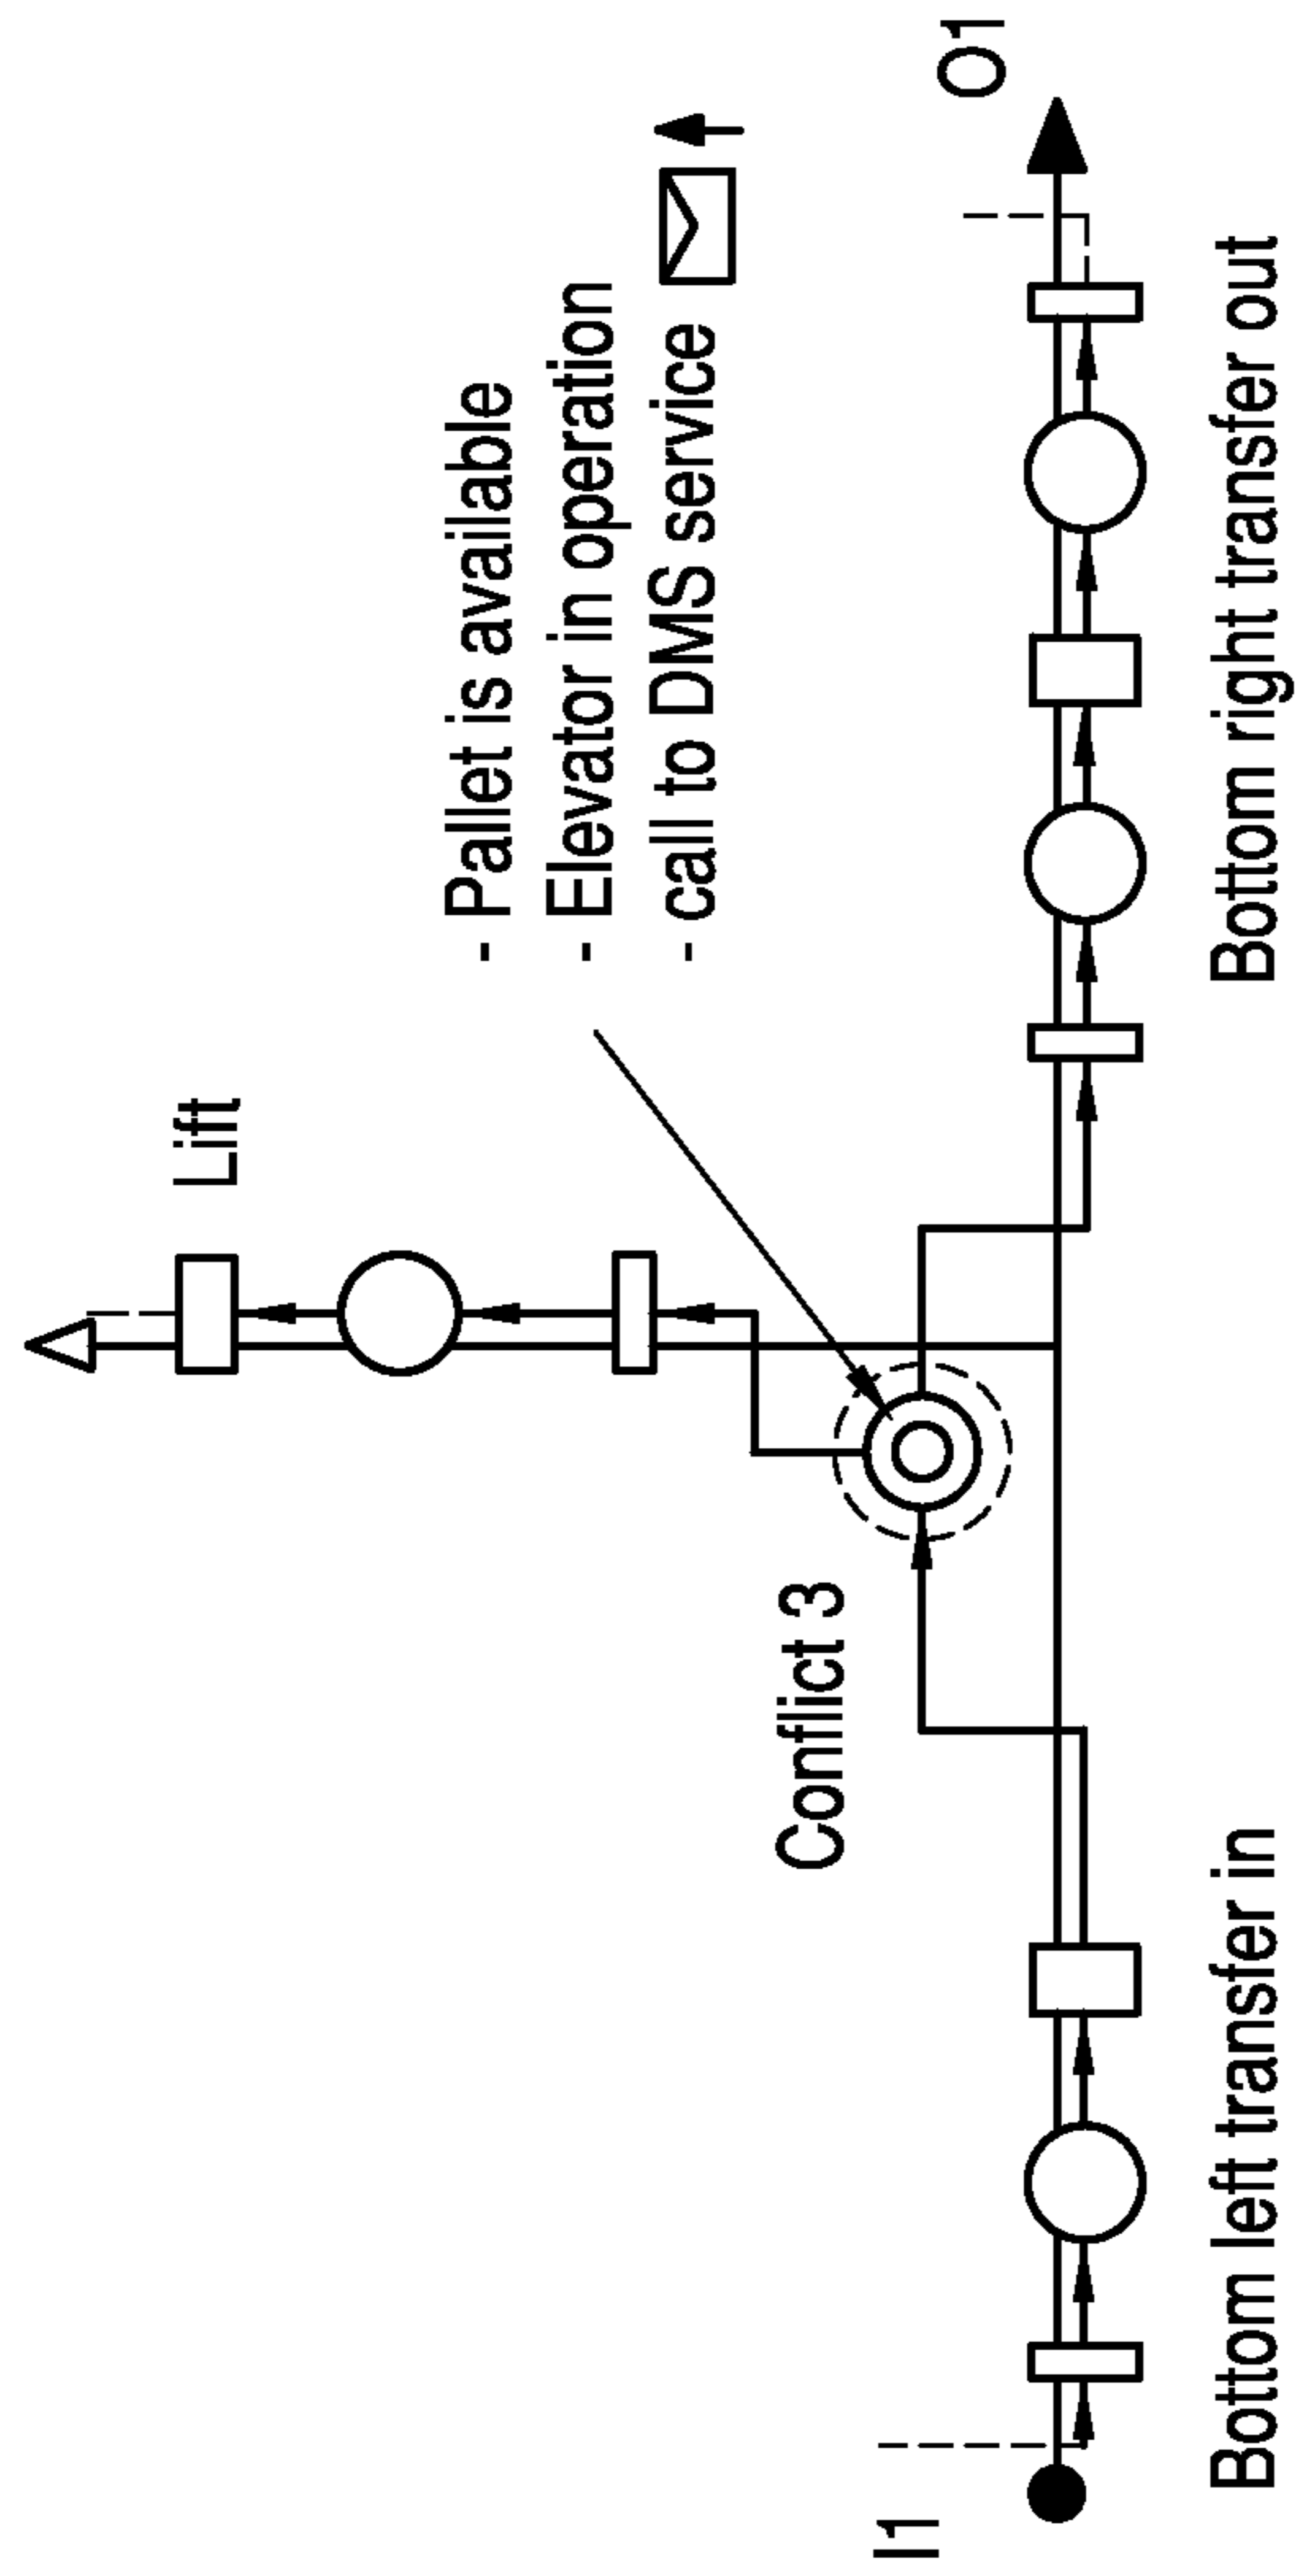 Lift
- Pallet is available
- Elevator in operation
- call to DMS service
Conflict 3
I1
O1
Bottom left transfer in
Bottom right transfer out